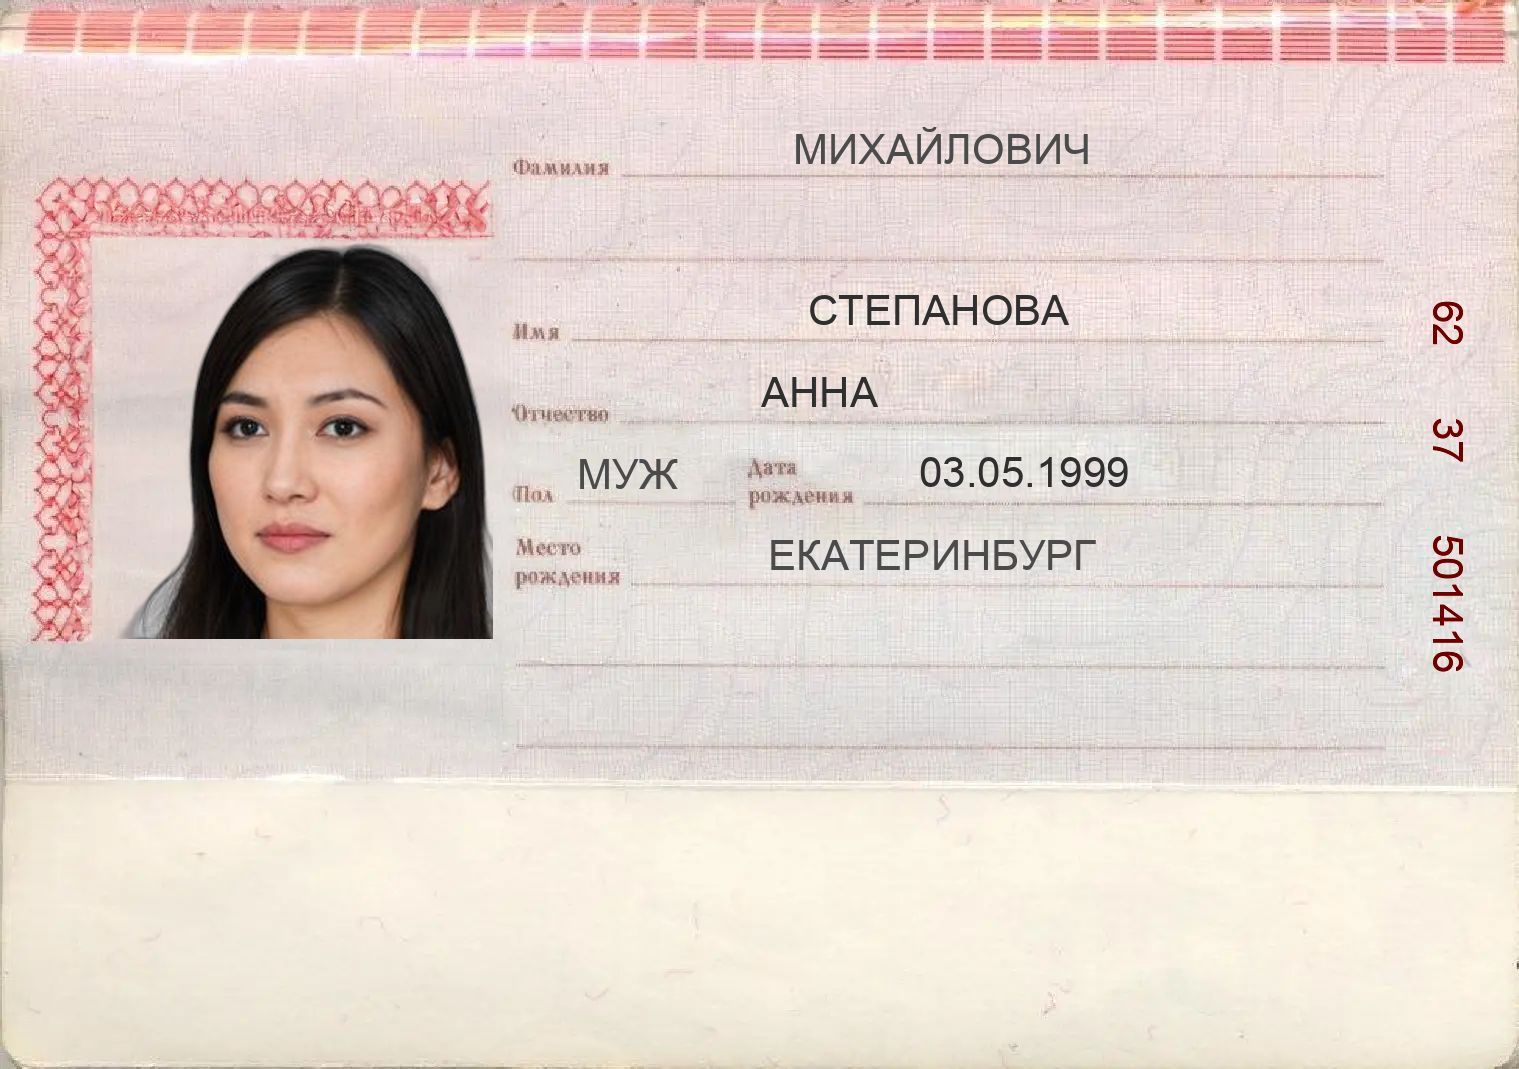 Фамилия МИХАЙЛОВИЧ
Имя СТЕПАНОВА
Отчество АННА
Пол МУЖ Дата рождения 03.05.1999
Место рождения ЕКАТЕРИНБУРГ
62 37 501416